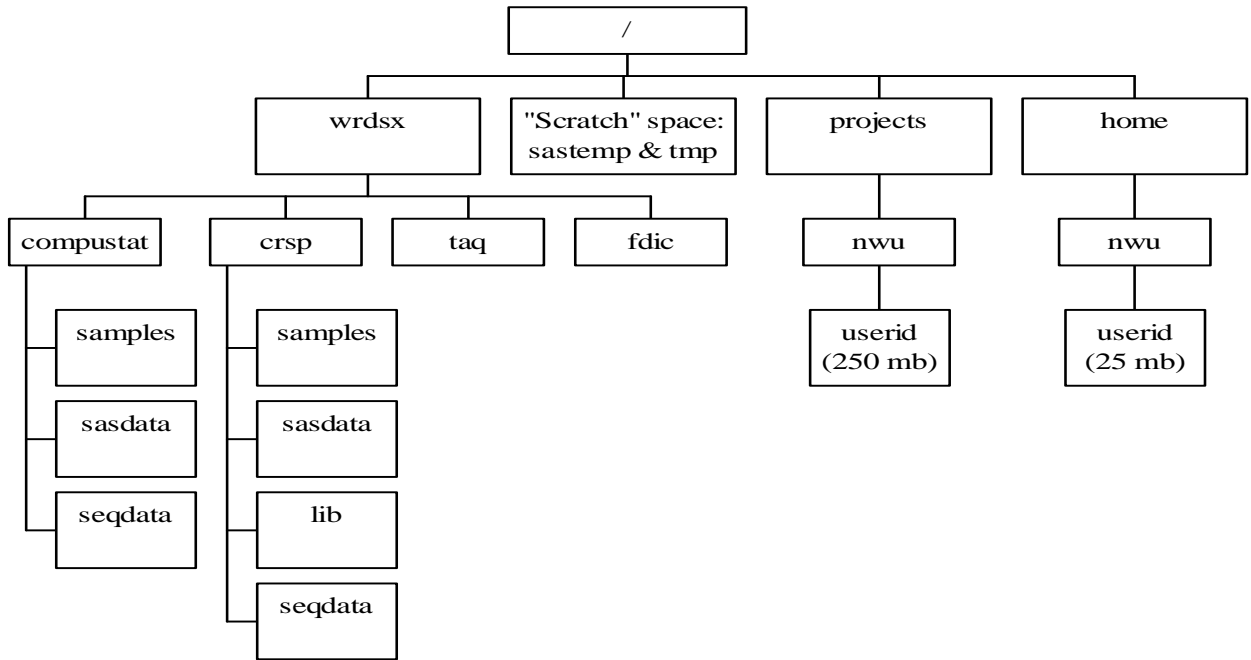 /
wrdsx
"Scratch" space:
sastemp & tmp
projects
home
compustat
crsp
taq
fdic
nwu
nwu
samples
samples
userid
(250 mb)
userid
(25 mb)
sasdata
sasdata
seqdata
lib
seqdata